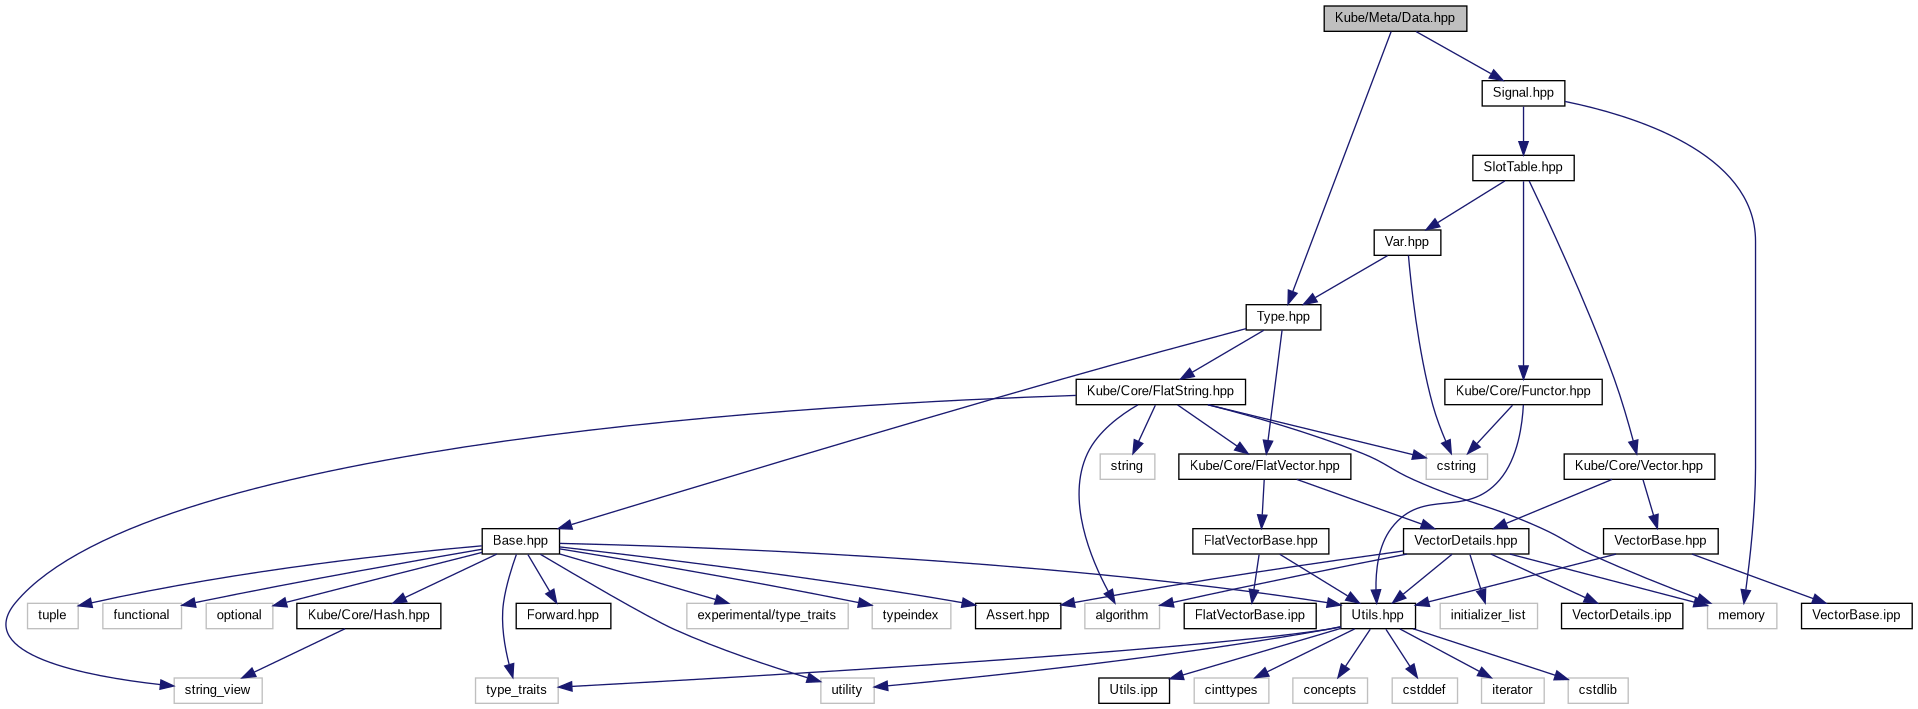 Kube/Meta/Data.hpp
Signal.hpp
SlotTable.hpp
Var.hpp
Type.hpp
Kube/Core/FlatString.hpp
Kube/Core/Functor.hpp
string
Kube/Core/FlatVector.hpp
cstring
Kube/Core/Vector.hpp
Base.hpp
FlatVectorBase.hpp
VectorDetails.hpp
VectorBase.hpp
tuple
functional
optional
Kube/Core/Hash.hpp
Forward.hpp
experimental/type_traits
typeindex
Assert.hpp
algorithm
FlatVectorBase.ipp
Utils.hpp
initializer_list
VectorDetails.ipp
memory
VectorBase.ipp
string_view
type_traits
utility
Utils.ipp
cinttypes
concepts
cstddef
iterator
cstdlib